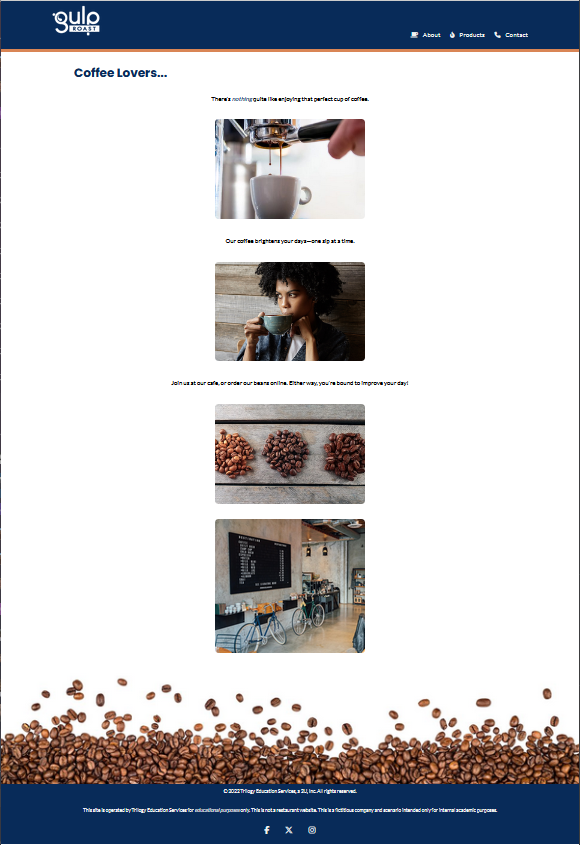 gulp
ROAST
About Products Contact
Coffee Lovers...
There's nothing quite like enjoying that perfect cup of coffee.
Our coffee brightens your days—one sip at a time.
Join us at our cafe, or order our beans online. Either way, you're bound to improve your day!
© 2022 Trilogy Education Services, a 2U, Inc. All rights reserved.
This site is operated by Trilogy Education Services for educational purposes only. This is not a restaurant website. This is a fictitious company and scenario intended only for internal academic purposes.